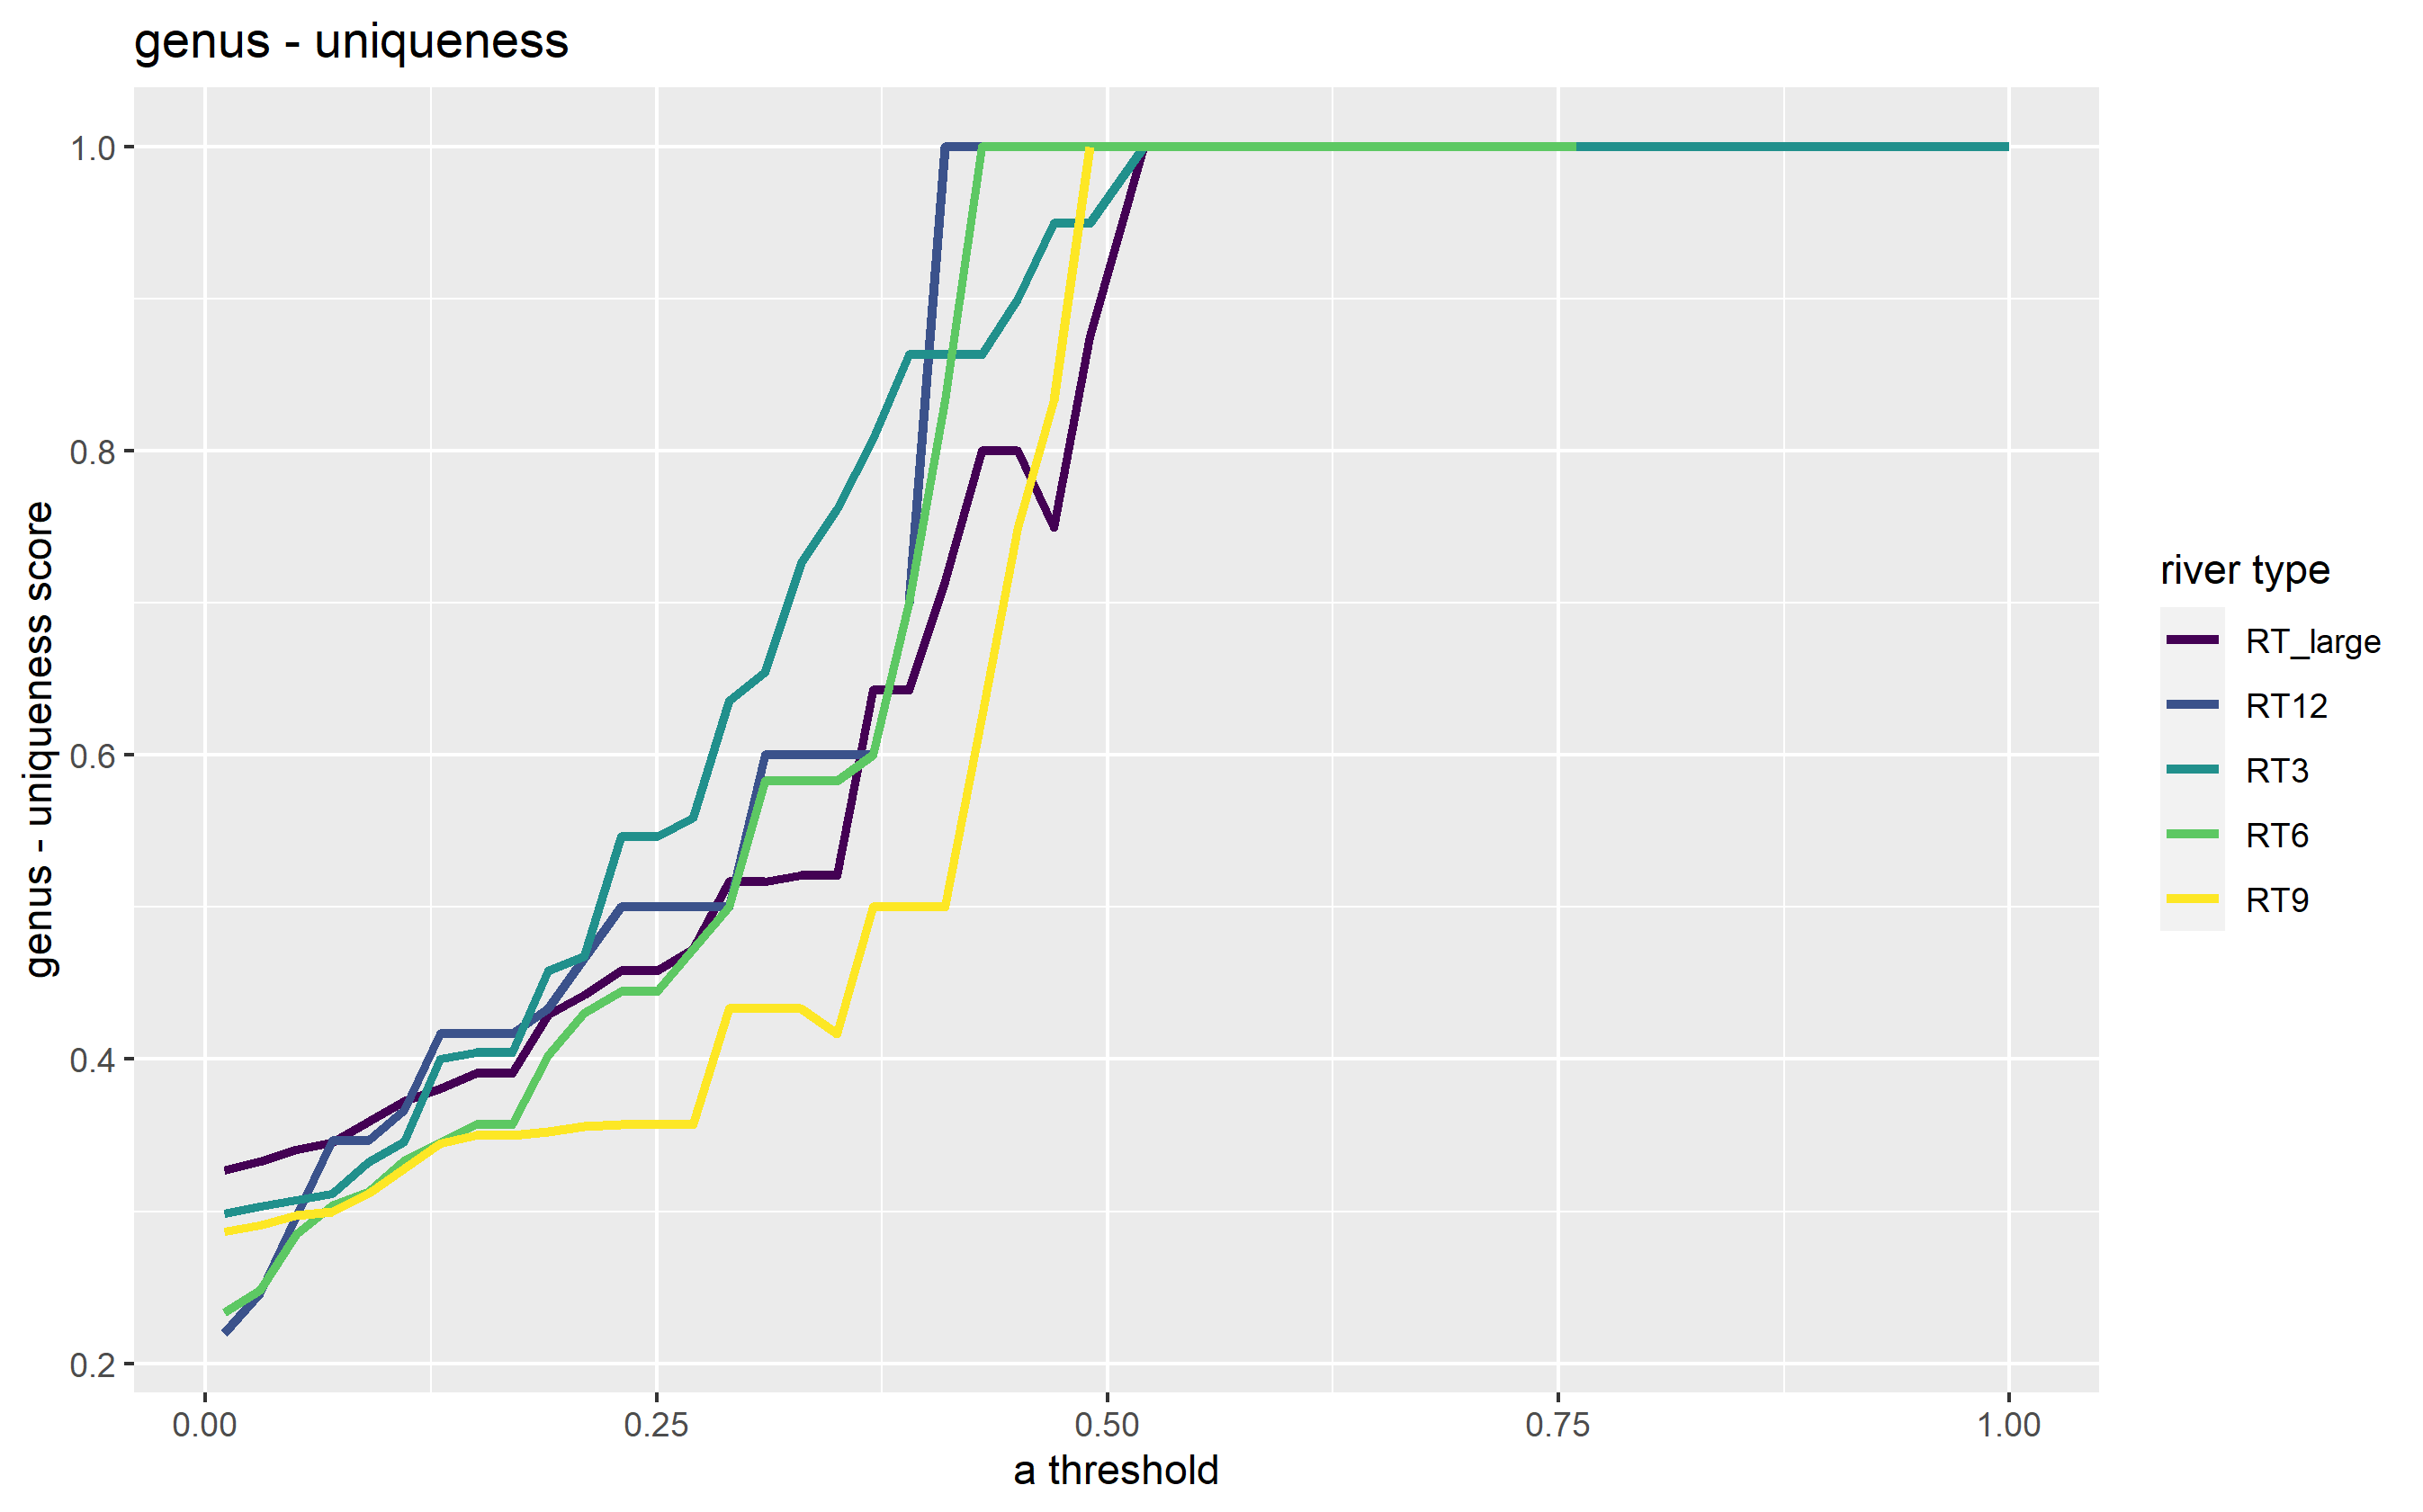 genus - uniqueness
genus - uniqueness score
1.0
0.8
0.6
0.4
0.2
0.00
0.25
0.50
0.75
1.00
a threshold
river type
RT_large
RT12
RT3
RT6
RT9